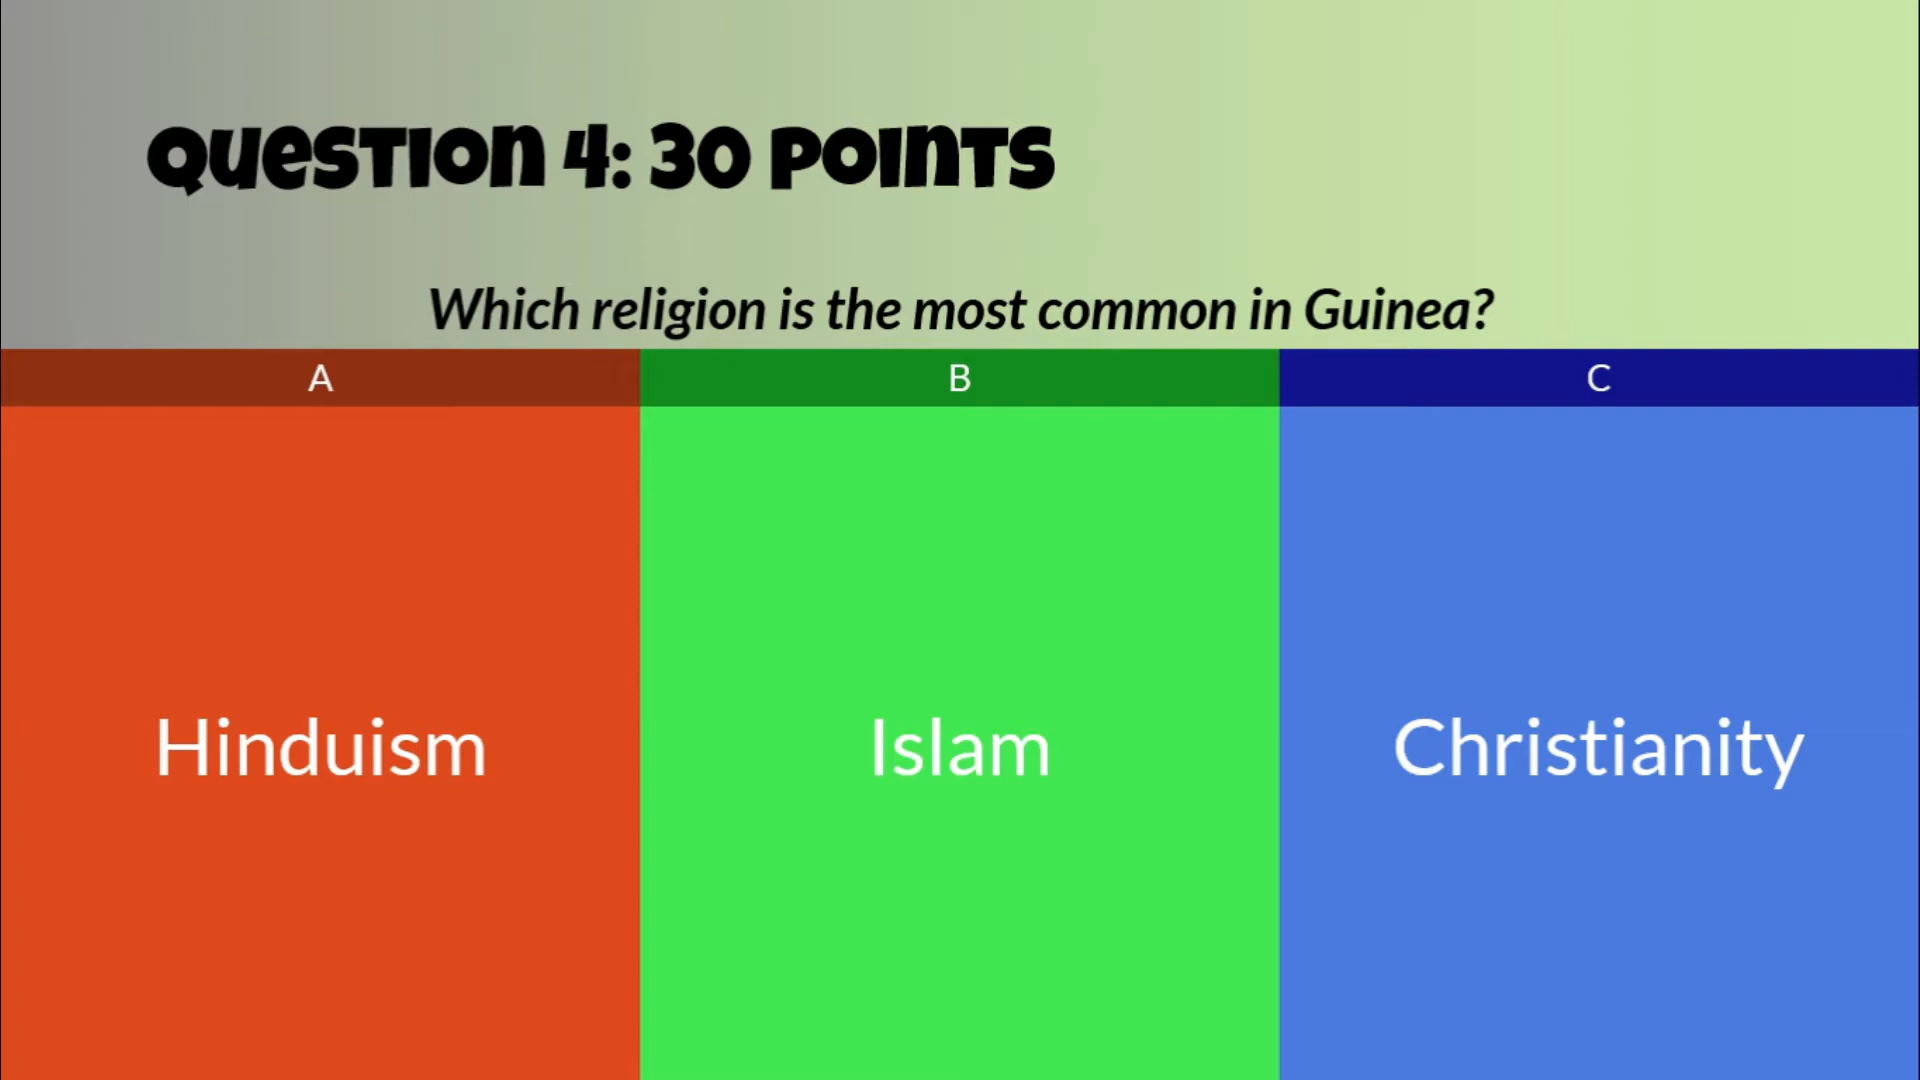 Question 4: 30 points
Which religion is the most common in Guinea?
A
B
C
Hinduism
Islam
Christianity